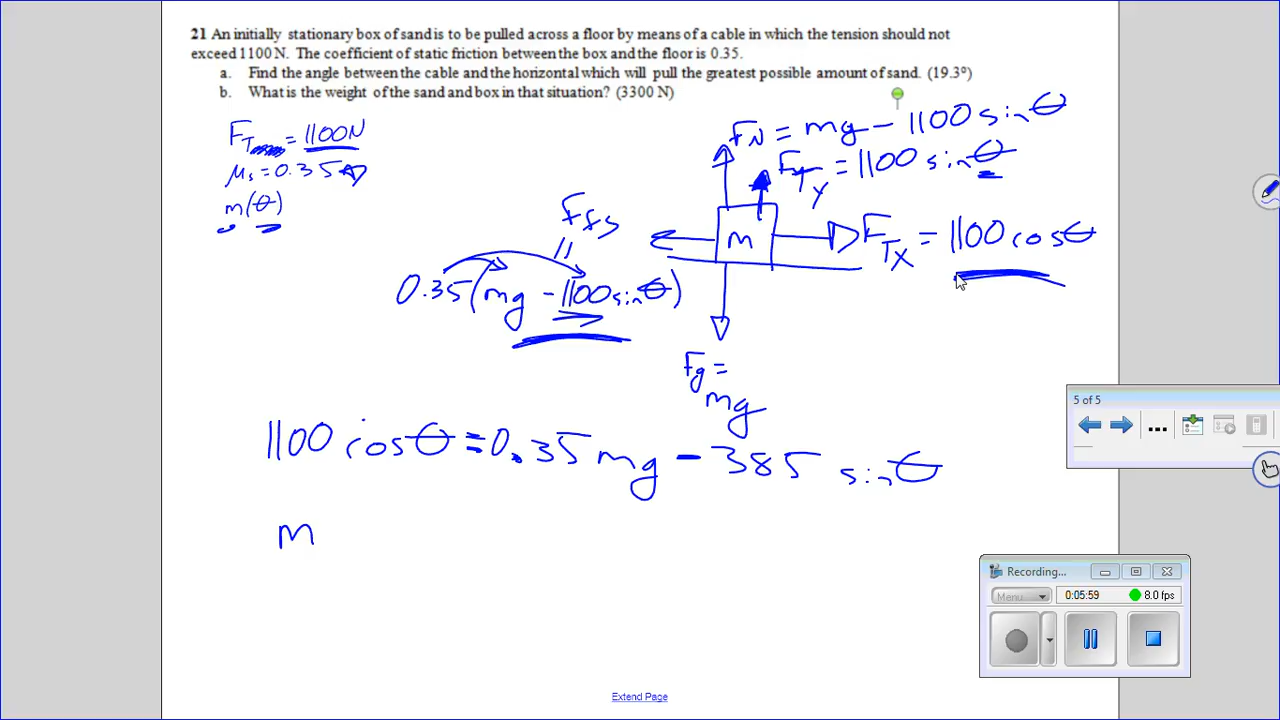 21 An initially stationary box of sand is to be pulled across a floor by means of a cable in which the tension should not
exceed 1100 N. The coefficient of static friction between the box and the floor is 0.35.
a. Find the angle between the cable and the horizontal which will pull the greatest possible amount of sand. (19.3º)
b. What is the weight of the sand and box in that situation? (3300 N)
F_T = 1100N
μs = 0.35
m(θ)
FN = mg - 1100 sinθ
F_Ty = 1100 sinθ
Ffs
m
F_Tx = 1100 cosθ
0.35(mg - 1100 sinθ)
Fg =
mg
1100 cosθ = 0.35 mg - 385 sinθ
m
5 of 5
...
Recording...
Menu...
0:05:59
8.0 fps
Extend Page